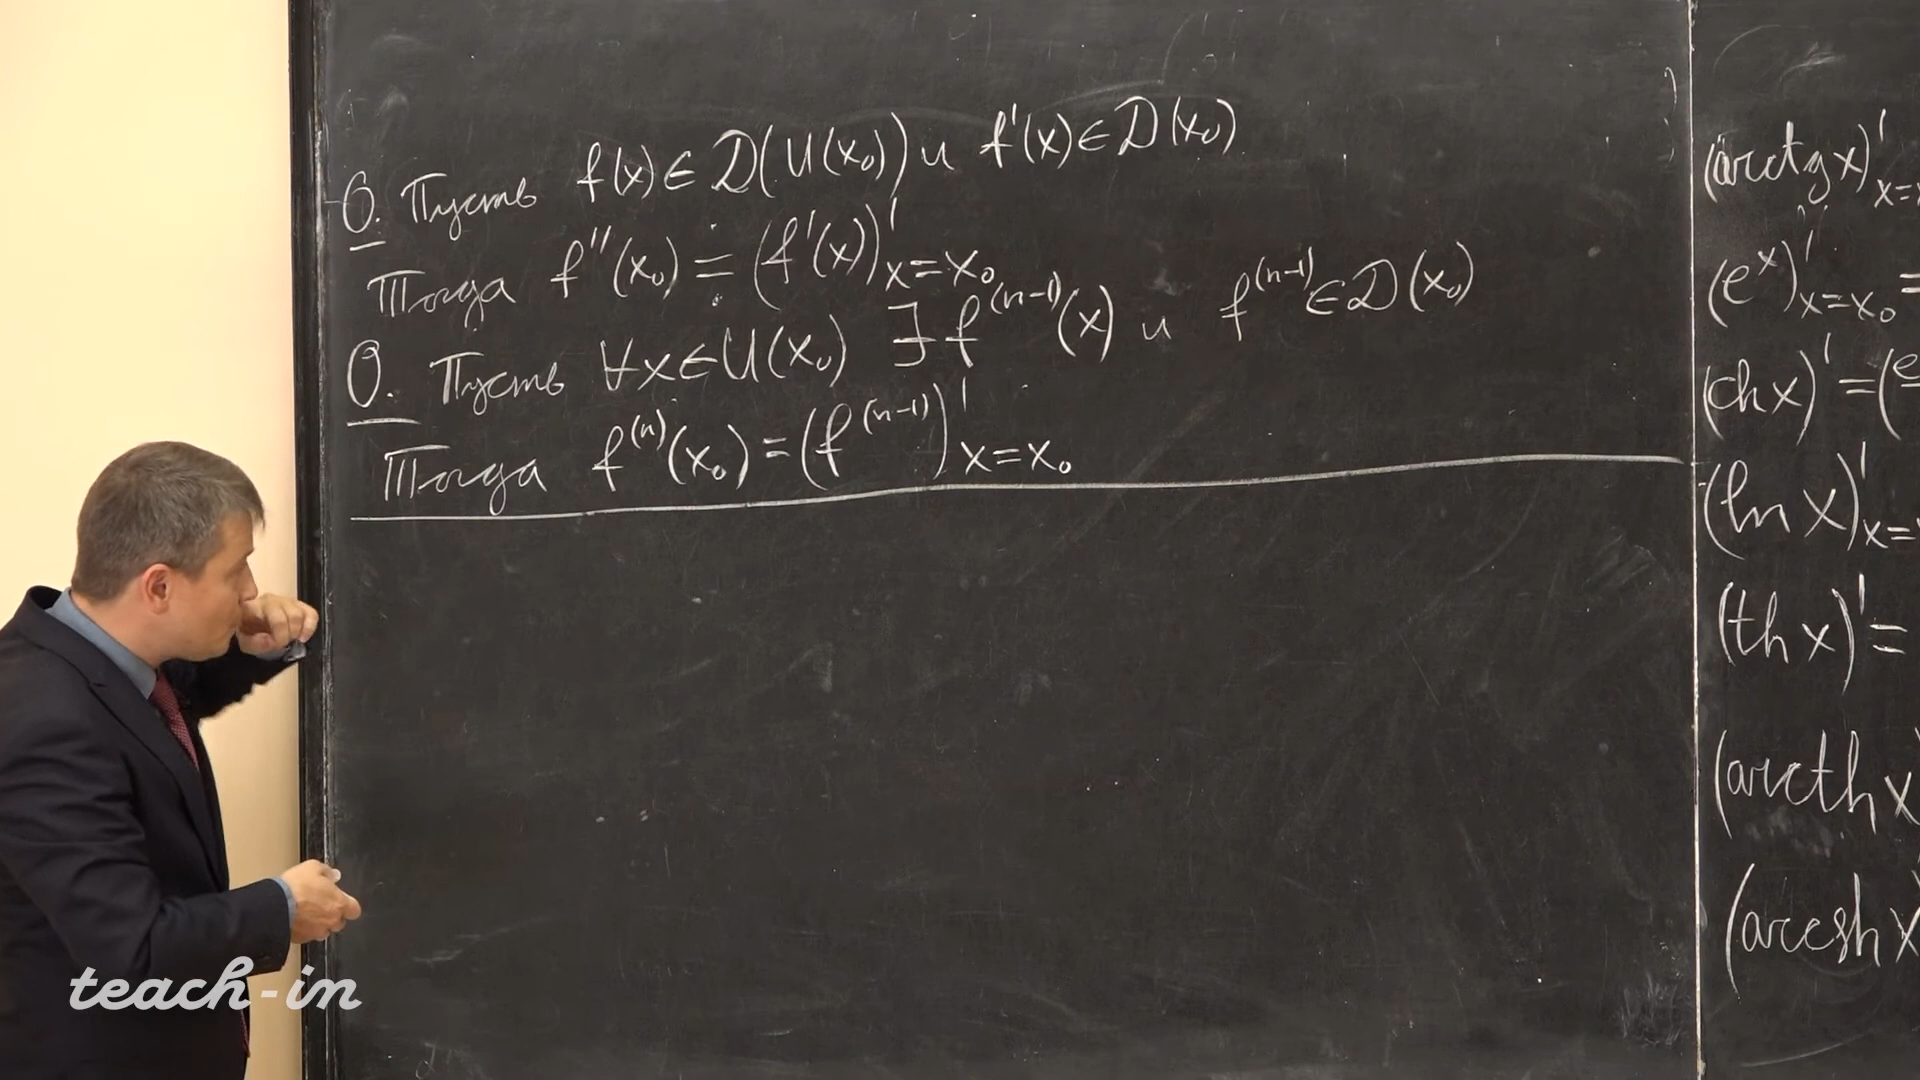 О. Пусть f(x)∈D(U(x₀)) и f'(x)∈D(x₀)
Тогда f''(x₀) ≑ (f'(x))'ₓ₌ₓ₀
О. Пусть ∀x∈U(x₀) ∃ f⁽ⁿ⁻¹⁾(x) и f⁽ⁿ⁻¹⁾∈D(x₀)
Тогда f⁽ⁿ⁾(x₀)=(f⁽ⁿ⁻¹⁾)'ₓ₌ₓ₀
(arctg x)'ₓ₌
(eˣ)'ₓ₌ₓ₀ =
(ch x)' = (e
(ln x)'ₓ₌
(th x)' =
(arcth x)
(arcsh x
teach-in